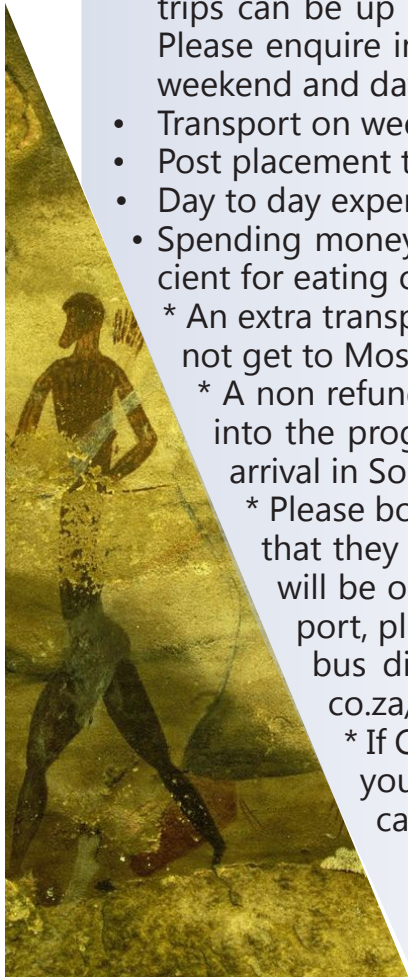 trips can be up
Please enquire i
weekend and da
• Transport on wee
• Post placement t
• Day to day exper
• Spending money
cient for eating o
* An extra transp
not get to Mos
* A non refun
into the prog
arrival in So
* Please bo
that they
will be o
port, pl
bus di
co.za/
* If C
you
ca